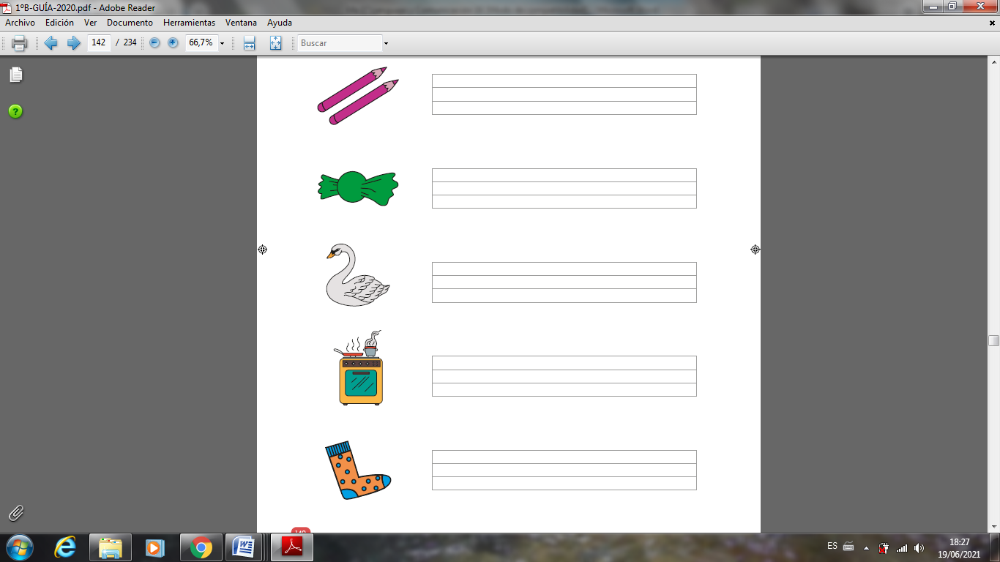 1ºB-GUÍA-2020.pdf - Adobe Reader
Archivo Edición Ver Documento Herramientas Ventana Ayuda
142 / 234 66,7% Buscar
ES 18:27
19/06/2021